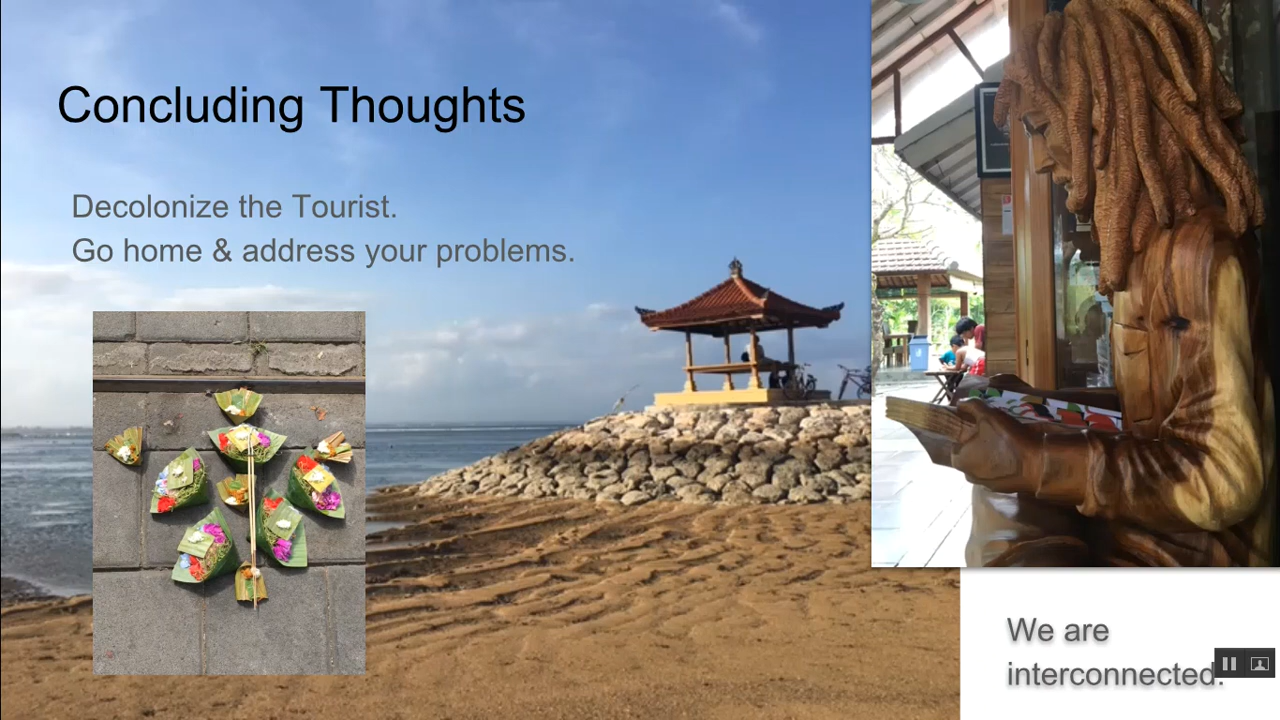 Concluding Thoughts
Decolonize the Tourist.
Go home & address your problems.
We are
interconnected.